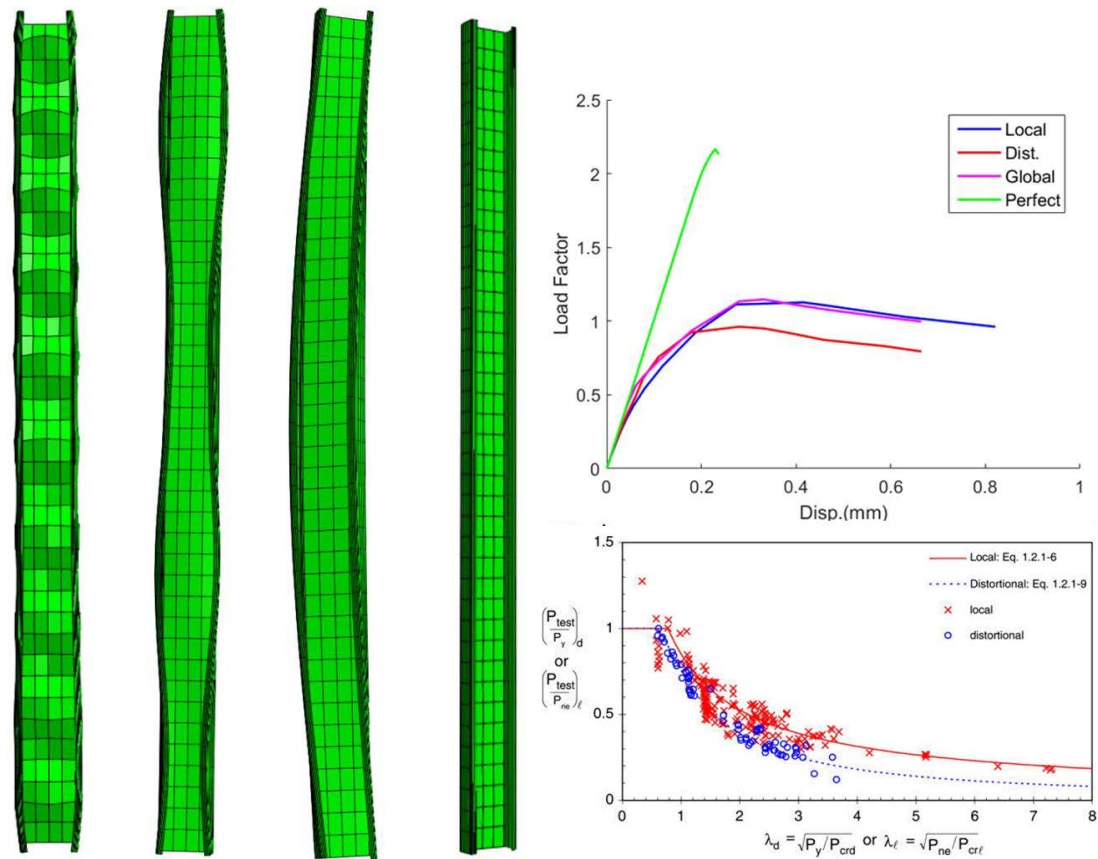 2.5
2
1.5
1
0.5
0
Load Factor
Local
Dist.
Global
Perfect
0 0.2 0.4 0.6 0.8 1
Disp.(mm)
1.5
1
0.5
0
(P_test/P_y)_d
or
(P_test/P_ne)_ℓ
Local: Eq. 1.2.1-6
Distortional: Eq. 1.2.1-9
local
distortional
0 1 2 3 4 5 6 7 8
λ_d = √P_y/P_crd or λ_ℓ = √P_ne/P_crℓ